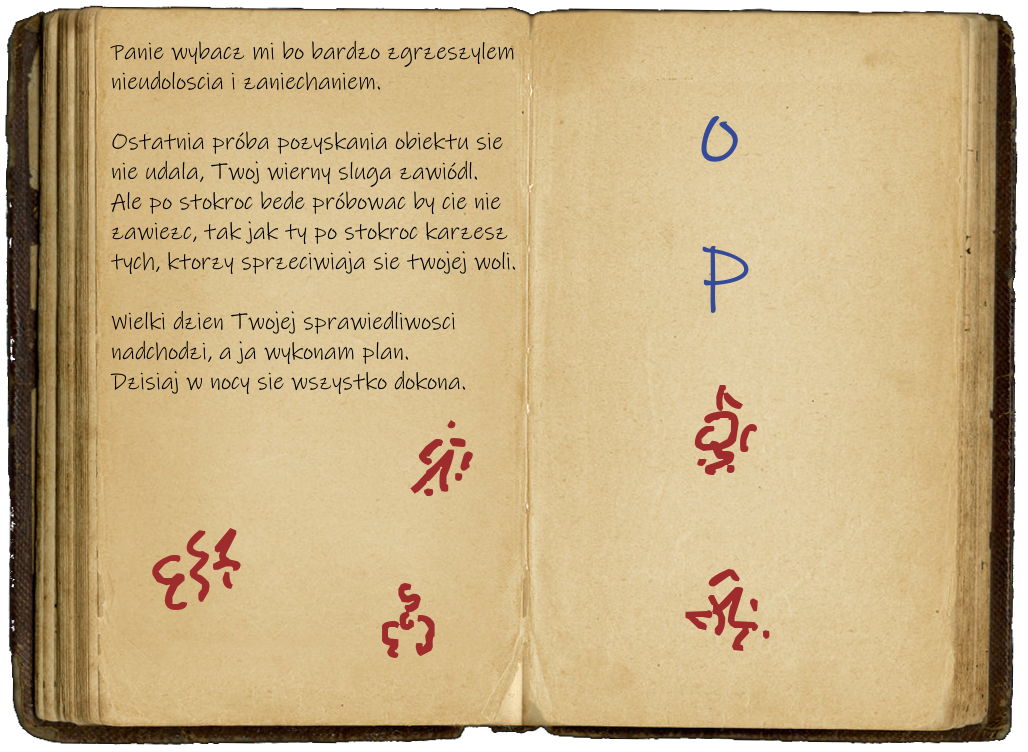 Panie wybacz mi bo bardzo zgrzeszylem
nieudoloscia i zaniechaniem.
Ostatnia próba pozyskania obiektu sie
nie udala, Twoj wierny sluga zawiódl.
Ale po stokroc bede próbowac by cie nie
zawiezc, tak jak ty po stokroc karzesz
tych, ktorzy sprzeciwiaja sie twojej woli.
Wielki dzien Twojej sprawiedliwosci
nadchodzi, a ja wykonam plan.
Dzisiaj w nocy sie wszystko dokona.
O
P